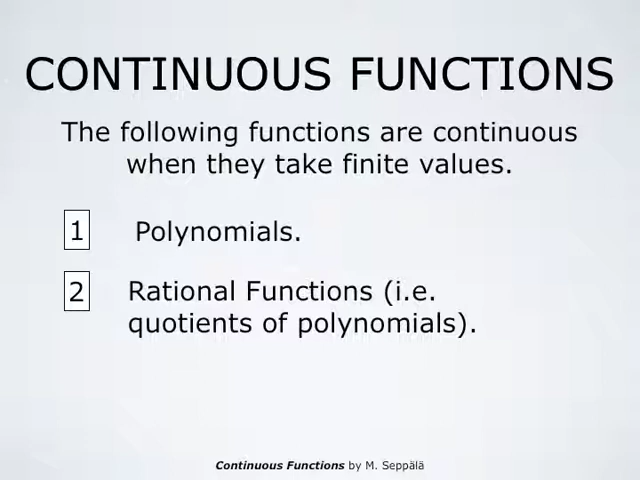 CONTINUOUS FUNCTIONS
The following functions are continuous
when they take finite values.
1 Polynomials.
2 Rational Functions (i.e.
quotients of polynomials).
Continuous Functions by M. Seppälä